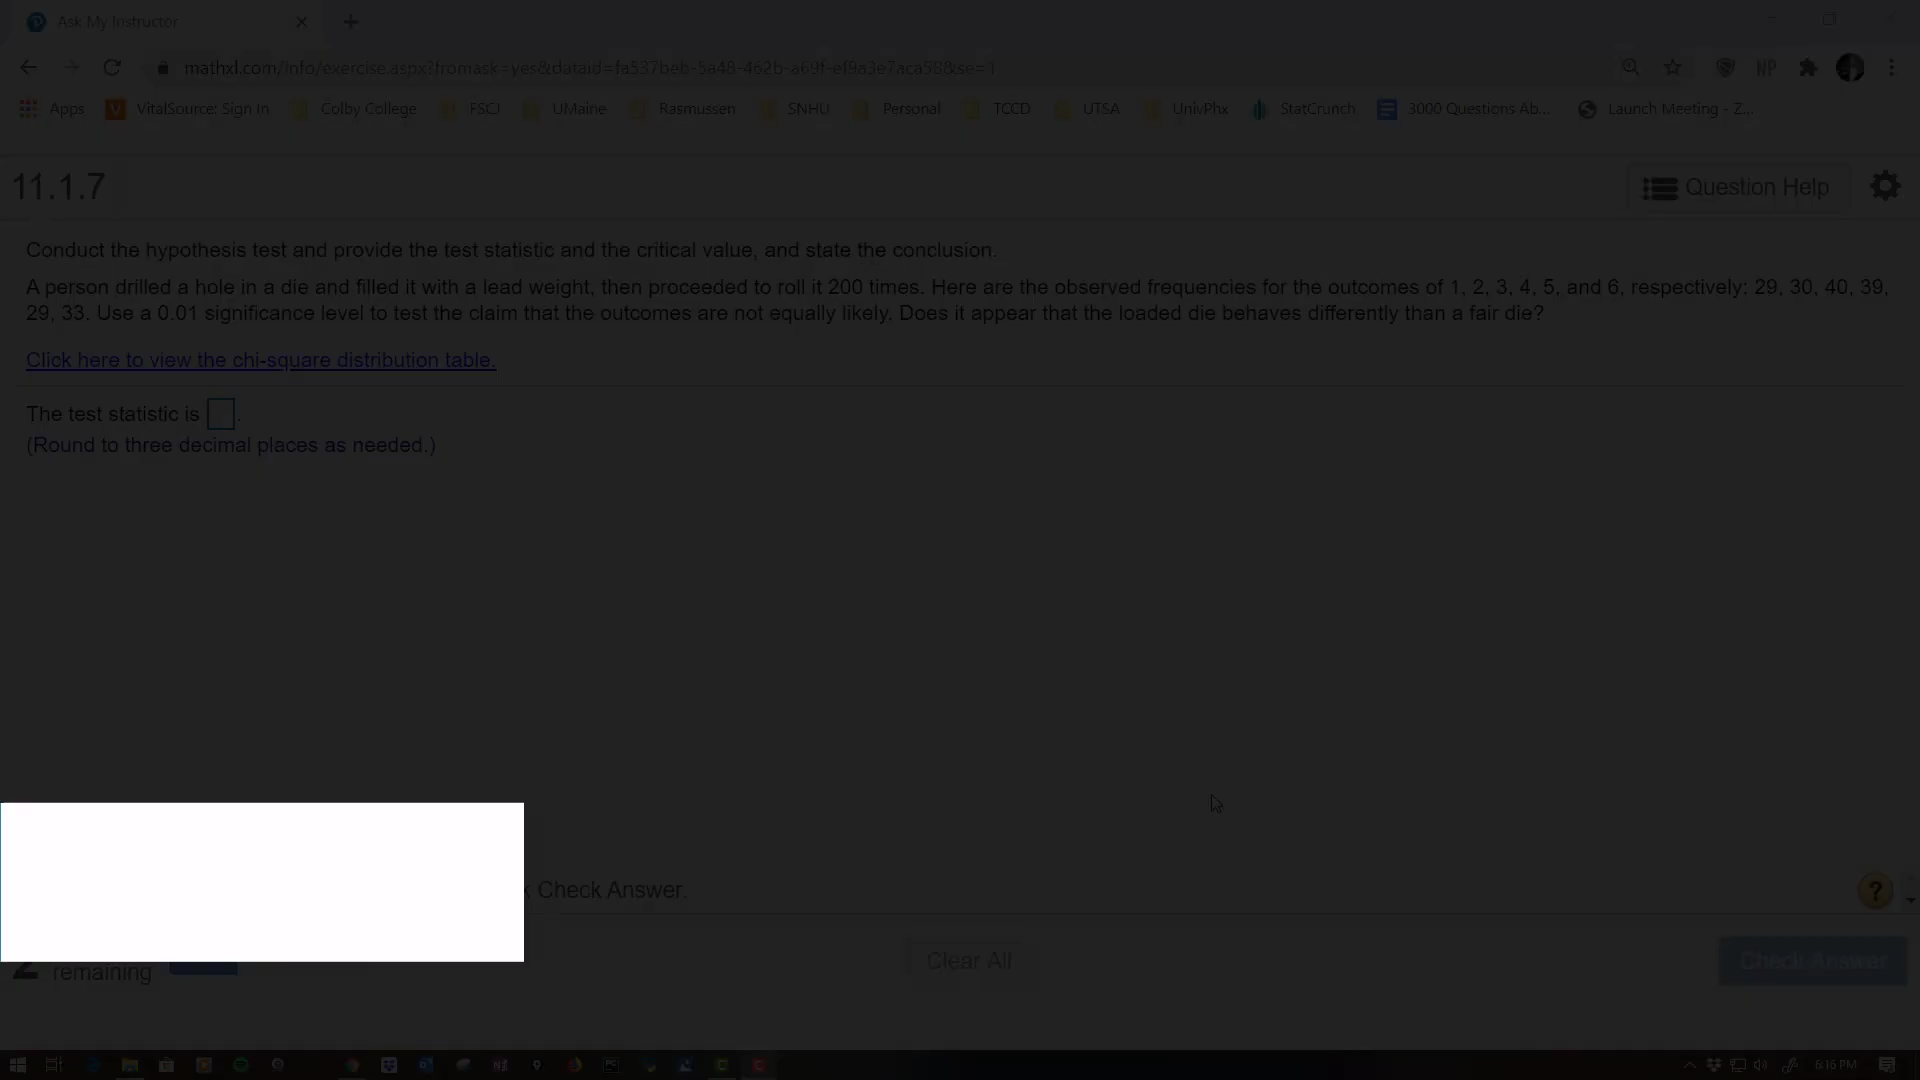 Ask My Instructor
mathxl.com/info/exercise.aspx?fromask=yes&dataid=fa537beb-5a48-462b-a69f-ef9a3e7aca58&se=1
NP
Apps VitalSource: Sign In Colby College FSCJ UMaine Rasmussen SNHU Personal TCCD UTSA UnivPhx StatCrunch 3000 Questions Ab... Launch Meeting - Z...
11.1.7
Question Help
Conduct the hypothesis test and provide the test statistic and the critical value, and state the conclusion.
A person drilled a hole in a die and filled it with a lead weight, then proceeded to roll it 200 times. Here are the observed frequencies for the outcomes of 1, 2, 3, 4, 5, and 6, respectively: 29, 30, 40, 39,
29, 33. Use a 0.01 significance level to test the claim that the outcomes are not equally likely. Does it appear that the loaded die behaves differently than a fair die?
Click here to view the chi-square distribution table.
The test statistic is .
(Round to three decimal places as needed.)
Check Answer.
?
remaining
Clear All
Check Answer
6:16 PM